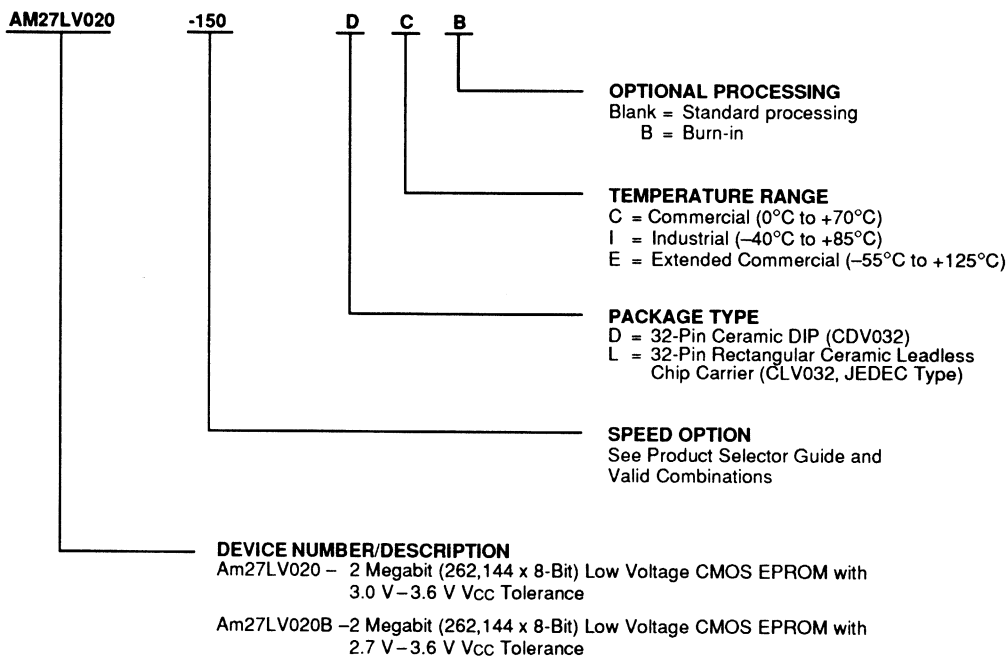 AM27LV020 -150 D C B
OPTIONAL PROCESSING
Blank = Standard processing
B = Burn-in
TEMPERATURE RANGE
C = Commercial (0°C to +70°C)
I = Industrial (–40°C to +85°C)
E = Extended Commercial (–55°C to +125°C)
PACKAGE TYPE
D = 32-Pin Ceramic DIP (CDV032)
L = 32-Pin Rectangular Ceramic Leadless
Chip Carrier (CLV032, JEDEC Type)
SPEED OPTION
See Product Selector Guide and
Valid Combinations
DEVICE NUMBER/DESCRIPTION
Am27LV020 – 2 Megabit (262,144 x 8-Bit) Low Voltage CMOS EPROM with
3.0 V–3.6 V VCC Tolerance
Am27LV020B –2 Megabit (262,144 x 8-Bit) Low Voltage CMOS EPROM with
2.7 V–3.6 V VCC Tolerance